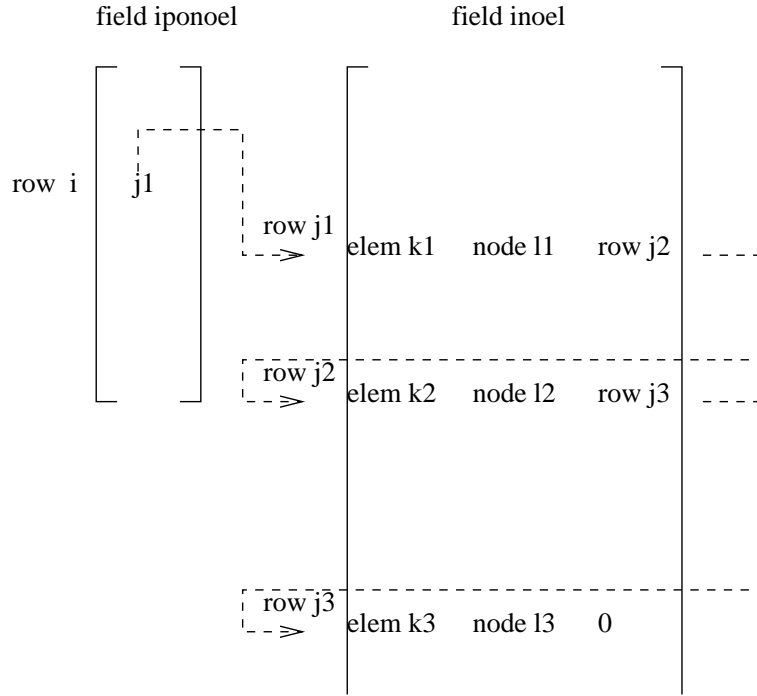 field iponoel field inoel
row i j1
row j1
elem k1 node l1 row j2
row j2
elem k2 node l2 row j3
row j3
elem k3 node l3 0